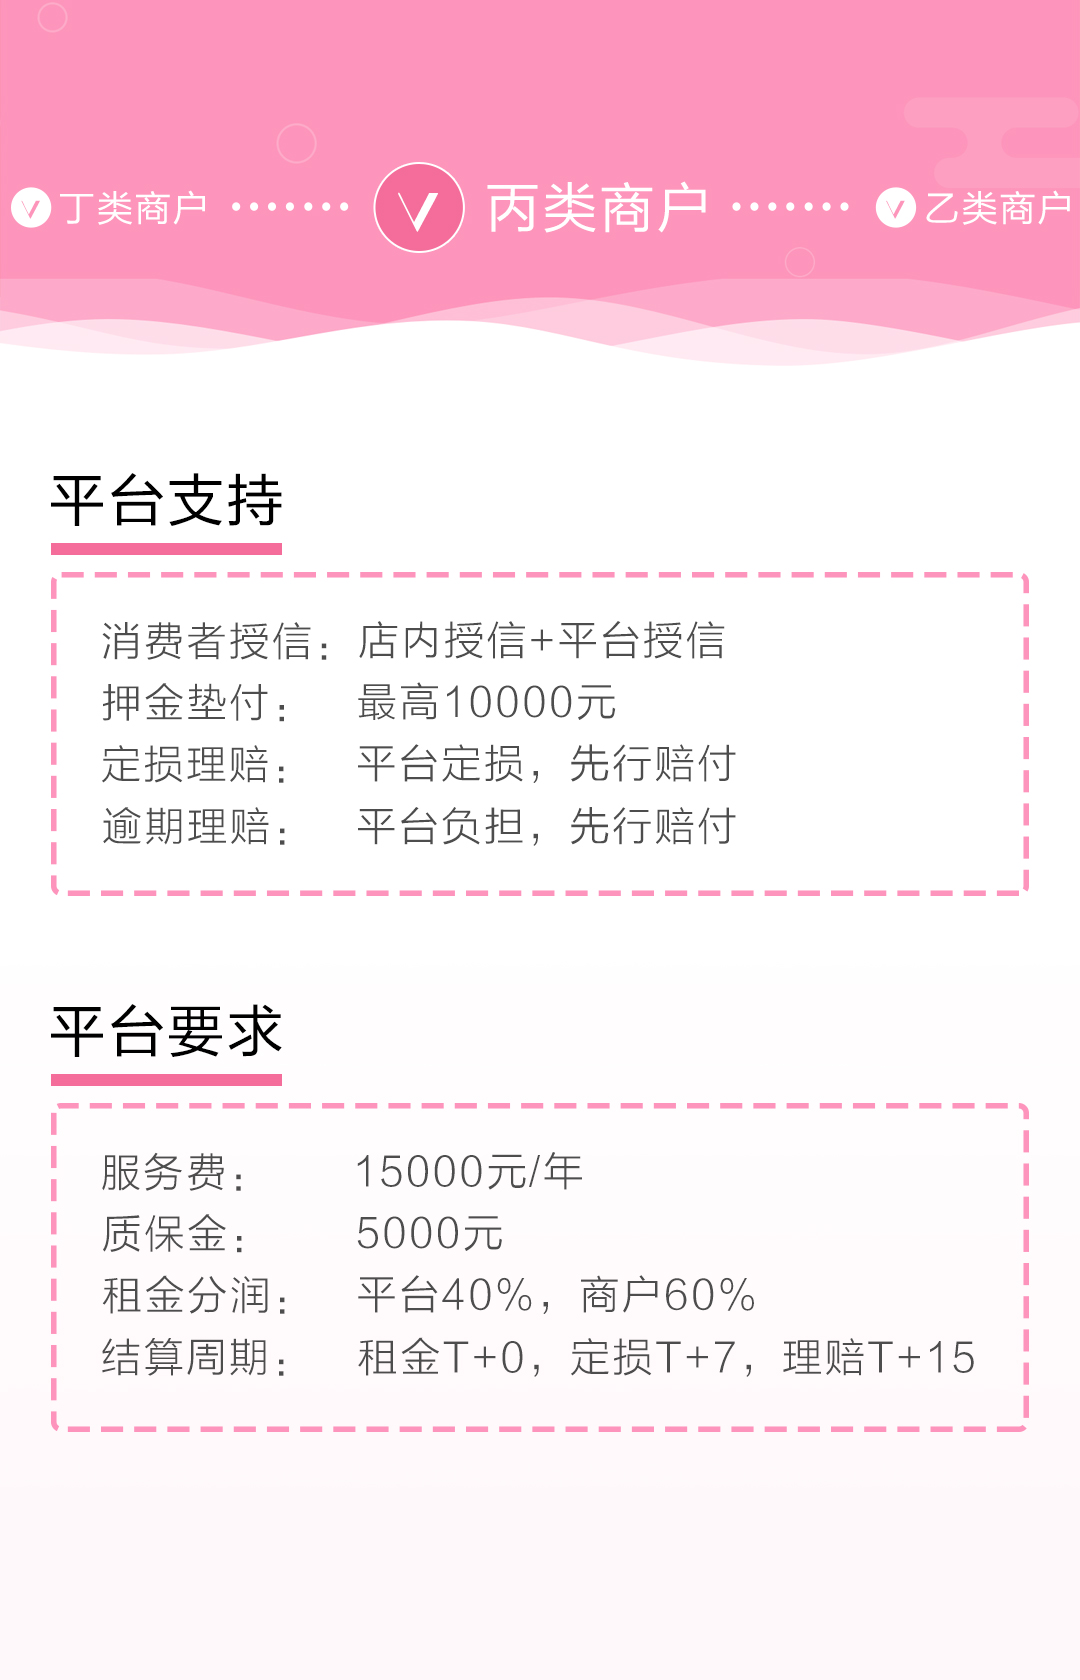 丁类商户 丙类商户 乙类商户
平台支持
消费者授信：店内授信+平台授信
押金垫付：最高10000元
定损理赔：平台定损，先行赔付
逾期理赔：平台负担，先行赔付
平台要求
服务费：15000元/年
质保金：5000元
租金分润：平台40%，商户60%
结算周期：租金T+0，定损T+7，理赔T+15